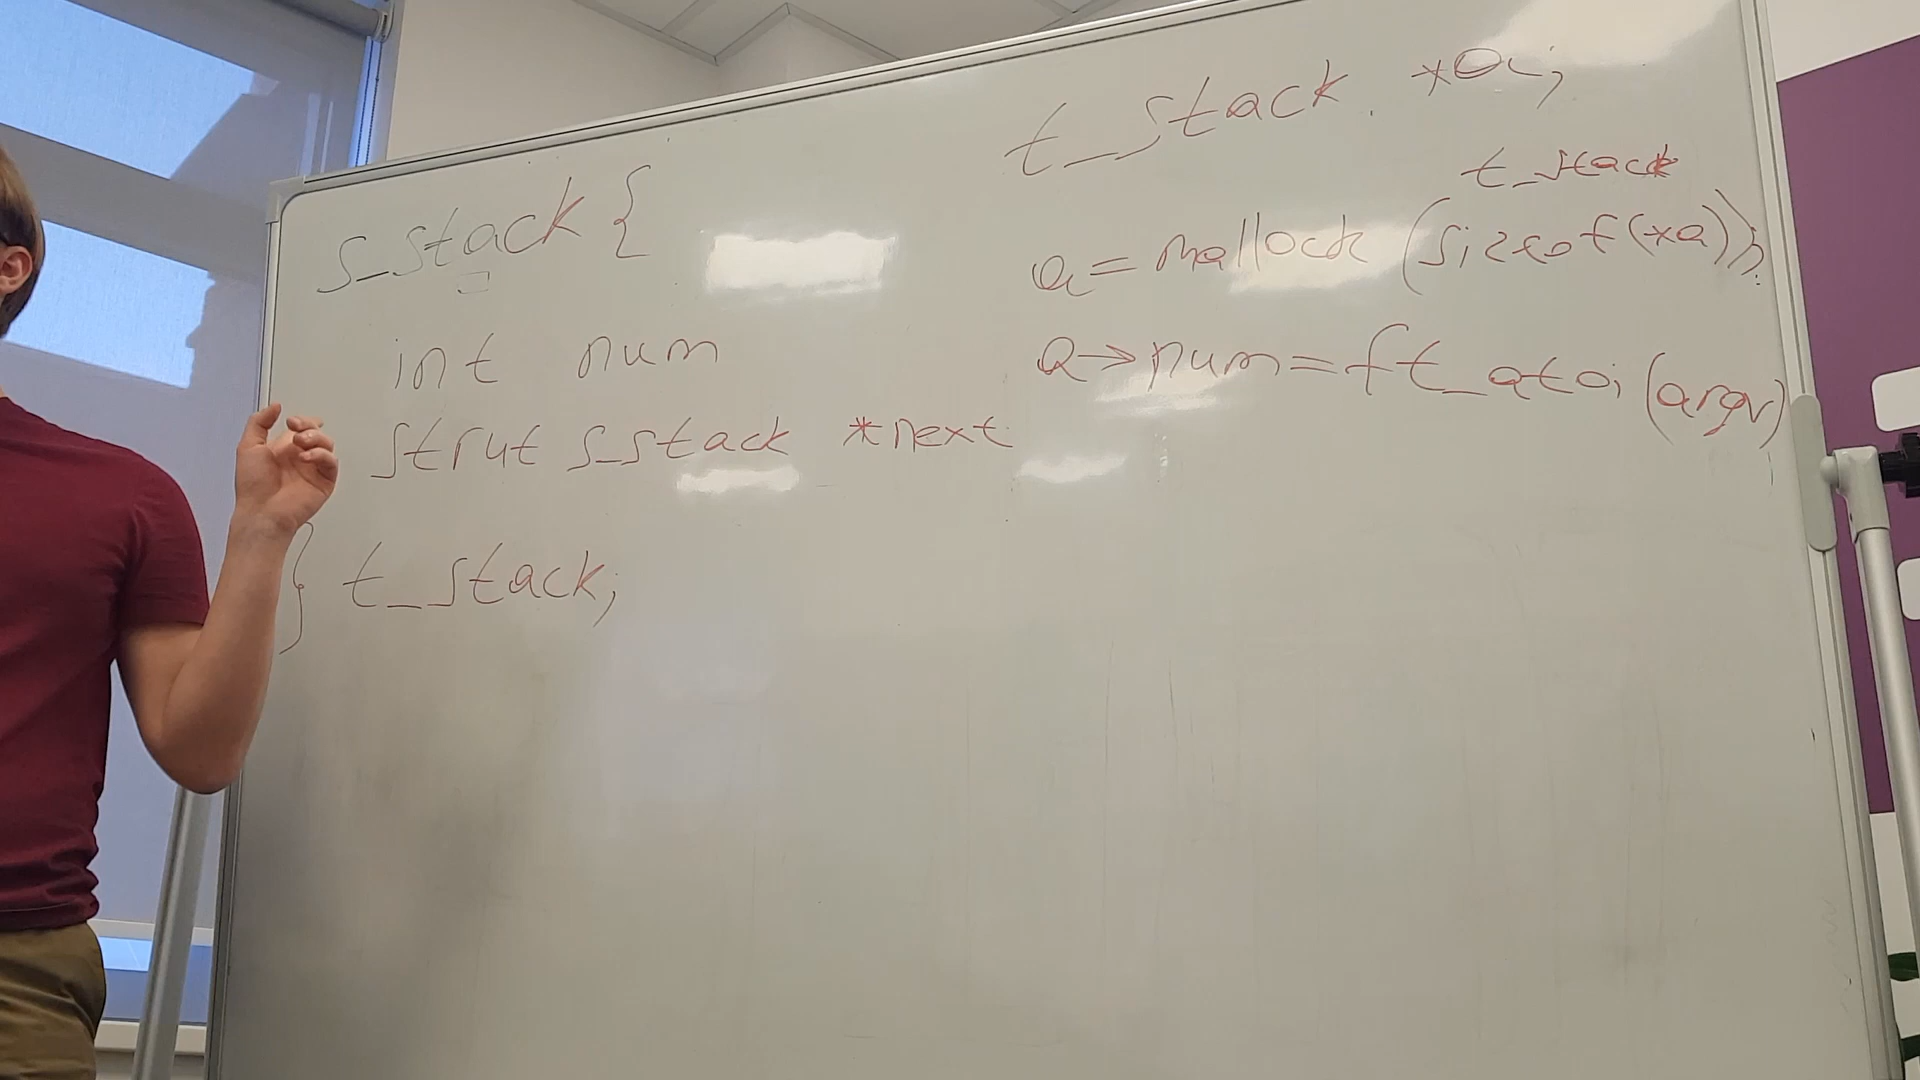 s_stack {
int num
strut s_stack *next
} t_stack;
t_stack *a;
t_stack
a = mallock (sizeof(*a));
a→num = ft_atoi (argv)